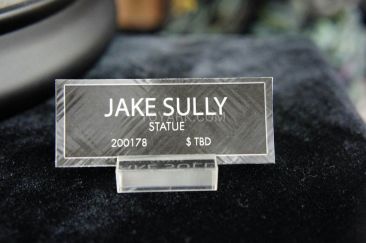 JAKE SULLY
STATUE
200178 $ TBD